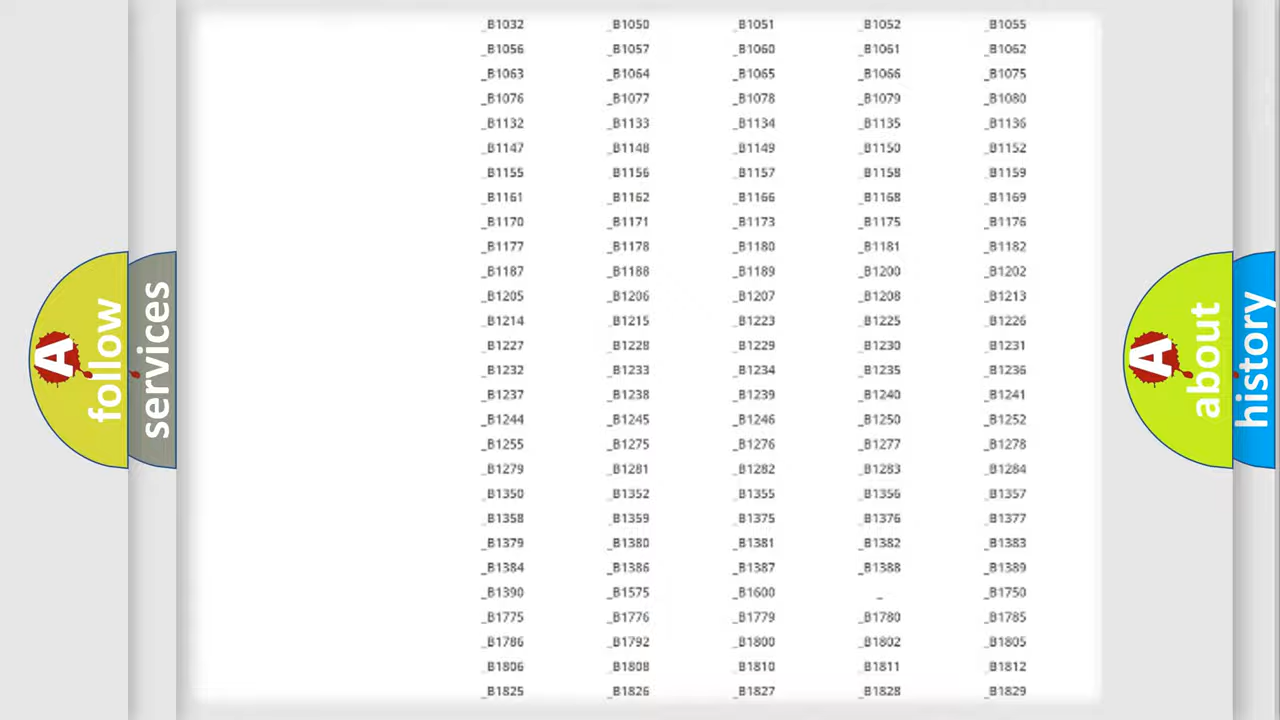 _B1032 _B1050 _B1051 _B1052 _B1055
_B1056 _B1057 _B1060 _B1061 _B1062
_B1063 _B1064 _B1065 _B1066 _B1075
_B1076 _B1077 _B1078 _B1079 _B1080
_B1132 _B1133 _B1134 _B1135 _B1136
_B1147 _B1148 _B1149 _B1150 _B1152
_B1155 _B1156 _B1157 _B1158 _B1159
_B1161 _B1162 _B1166 _B1168 _B1169
_B1170 _B1171 _B1173 _B1175 _B1176
_B1177 _B1178 _B1180 _B1181 _B1182
_B1187 _B1188 _B1189 _B1200 _B1202
_B1205 _B1206 _B1207 _B1208 _B1213
_B1214 _B1215 _B1223 _B1225 _B1226
_B1227 _B1228 _B1229 _B1230 _B1231
_B1232 _B1233 _B1234 _B1235 _B1236
_B1237 _B1238 _B1239 _B1240 _B1241
_B1244 _B1245 _B1246 _B1250 _B1252
_B1255 _B1275 _B1276 _B1277 _B1278
_B1279 _B1281 _B1282 _B1283 _B1284
_B1350 _B1352 _B1355 _B1356 _B1357
_B1358 _B1359 _B1375 _B1376 _B1377
_B1379 _B1380 _B1381 _B1382 _B1383
_B1384 _B1386 _B1387 _B1388 _B1389
_B1390 _B1575 _B1600 _ _B1750
_B1775 _B1776 _B1779 _B1780 _B1785
_B1786 _B1792 _B1800 _B1802 _B1805
_B1806 _B1808 _B1810 _B1811 _B1812
_B1825 _B1826 _B1827 _B1828 _B1829
A
follow
services
A
about
history